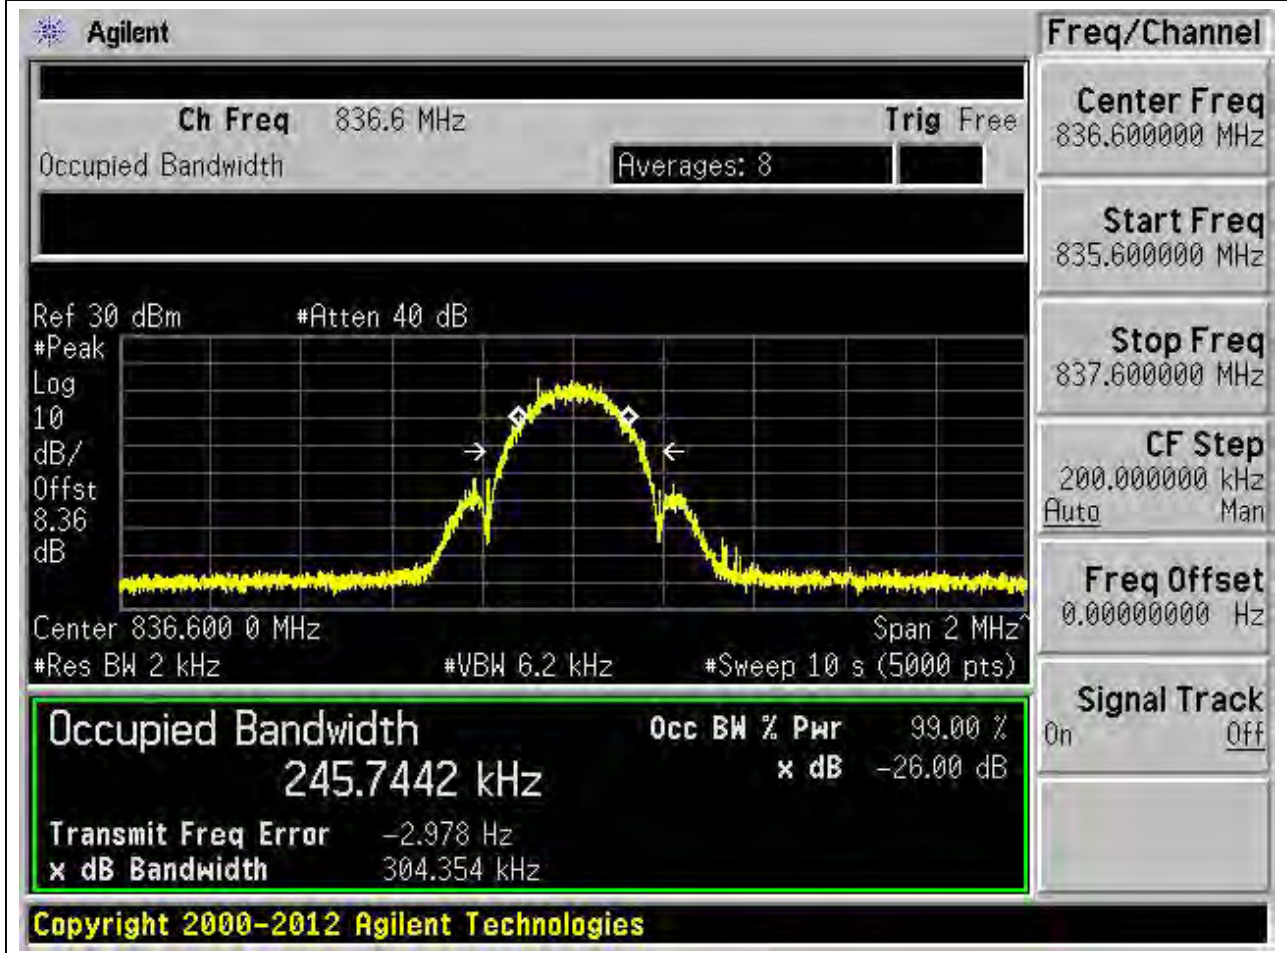 Agilent
Freq/Channel
Ch Freq 836.6 MHz Trig Free
Occupied Bandwidth Averages: 8
Center Freq
836.600000 MHz
Start Freq
835.600000 MHz
Stop Freq
837.600000 MHz
CF Step
200.000000 kHz
Auto Man
Freq Offset
0.00000000 Hz
Signal Track
On Off
Ref 30 dBm #Atten 40 dB
#Peak
Log
10
dB/
Offst
8.36
dB
Center 836.600 0 MHz Span 2 MHz^
#Res BW 2 kHz #VBW 6.2 kHz #Sweep 10 s (5000 pts)
Occupied Bandwidth Occ BW % Pwr 99.00 %
245.7442 kHz x dB -26.00 dB
Transmit Freq Error -2.978 Hz
x dB Bandwidth 304.354 kHz
Copyright 2000-2012 Agilent Technologies